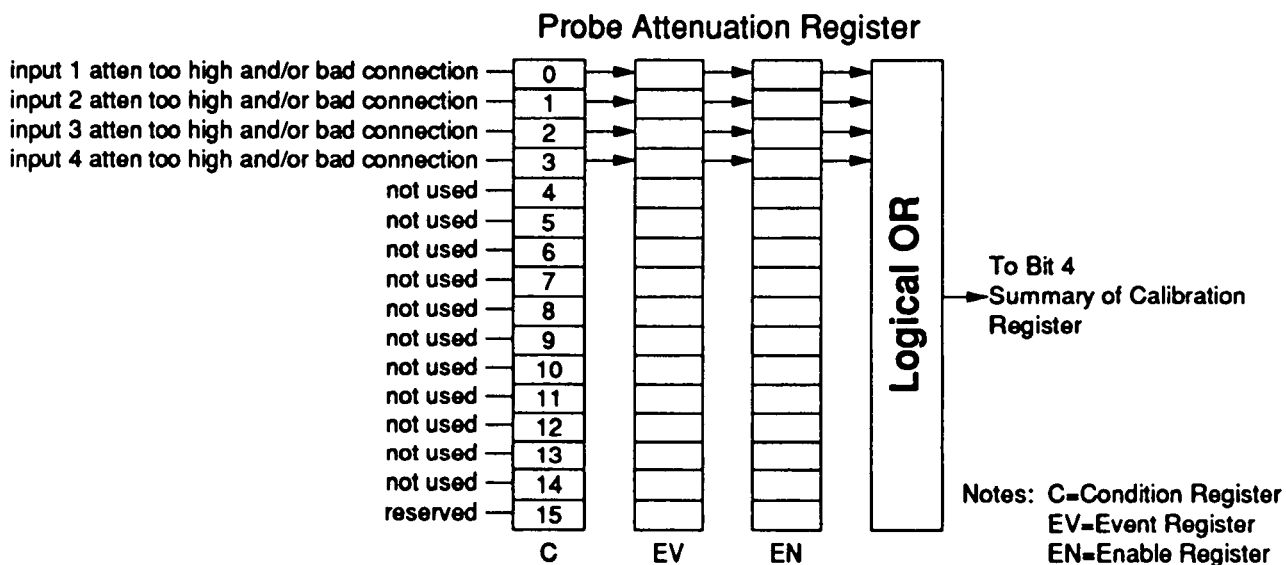 Probe Attenuation Register
input 1 atten too high and/or bad connection 0
input 2 atten too high and/or bad connection 1
input 3 atten too high and/or bad connection 2
input 4 atten too high and/or bad connection 3
not used 4
not used 5
not used 6
not used 7
not used 8
not used 9
not used 10
not used 11
not used 12
not used 13
not used 14
reserved 15
C EV EN
Logical OR
To Bit 4
Summary of Calibration
Register
Notes: C=Condition Register
EV=Event Register
EN=Enable Register